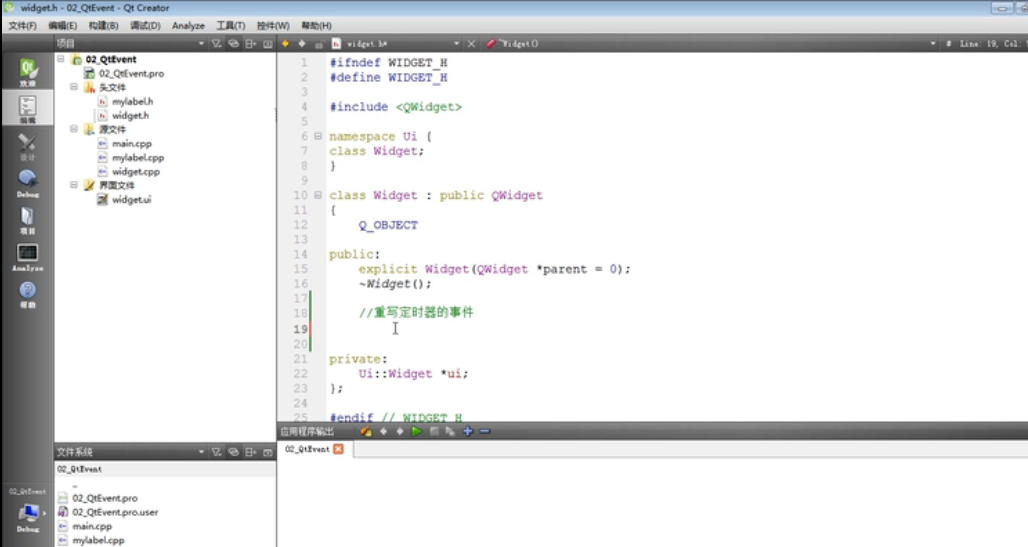 widget.h - 02_QtEvent - Qt Creator
文件(F) 编辑(E) 构建(B) 调试(D) Analyze 工具(T) 控件(W) 帮助(H)
项目
widget.h*
~Widget()
# Line: 19, Col:
欢迎
编辑
设计
Debug
项目
Analyze
帮助
02_QtEvent
02_QtEvent.pro
头文件
mylabel.h
widget.h
源文件
main.cpp
mylabel.cpp
widget.cpp
界面文件
widget.ui
1 #ifndef WIDGET_H
2 #define WIDGET_H
3
4 #include <QWidget>
5
6 namespace Ui {
7 class Widget;
8 }
9
10 class Widget : public QWidget
11 {
12 Q_OBJECT
13
14 public:
15 explicit Widget(QWidget *parent = 0);
16 ~Widget();
17
18 //重写定时器的事件
19
20
21 private:
22 Ui::Widget *ui;
23 };
24
25 #endif // WIDGET_H
应用程序输出
02_QtEvent
文件系统
02_QtEvent
..
02_QtEvent.pro
02_QtEvent.pro.user
main.cpp
mylabel.cpp
02_QtEvent
Debug